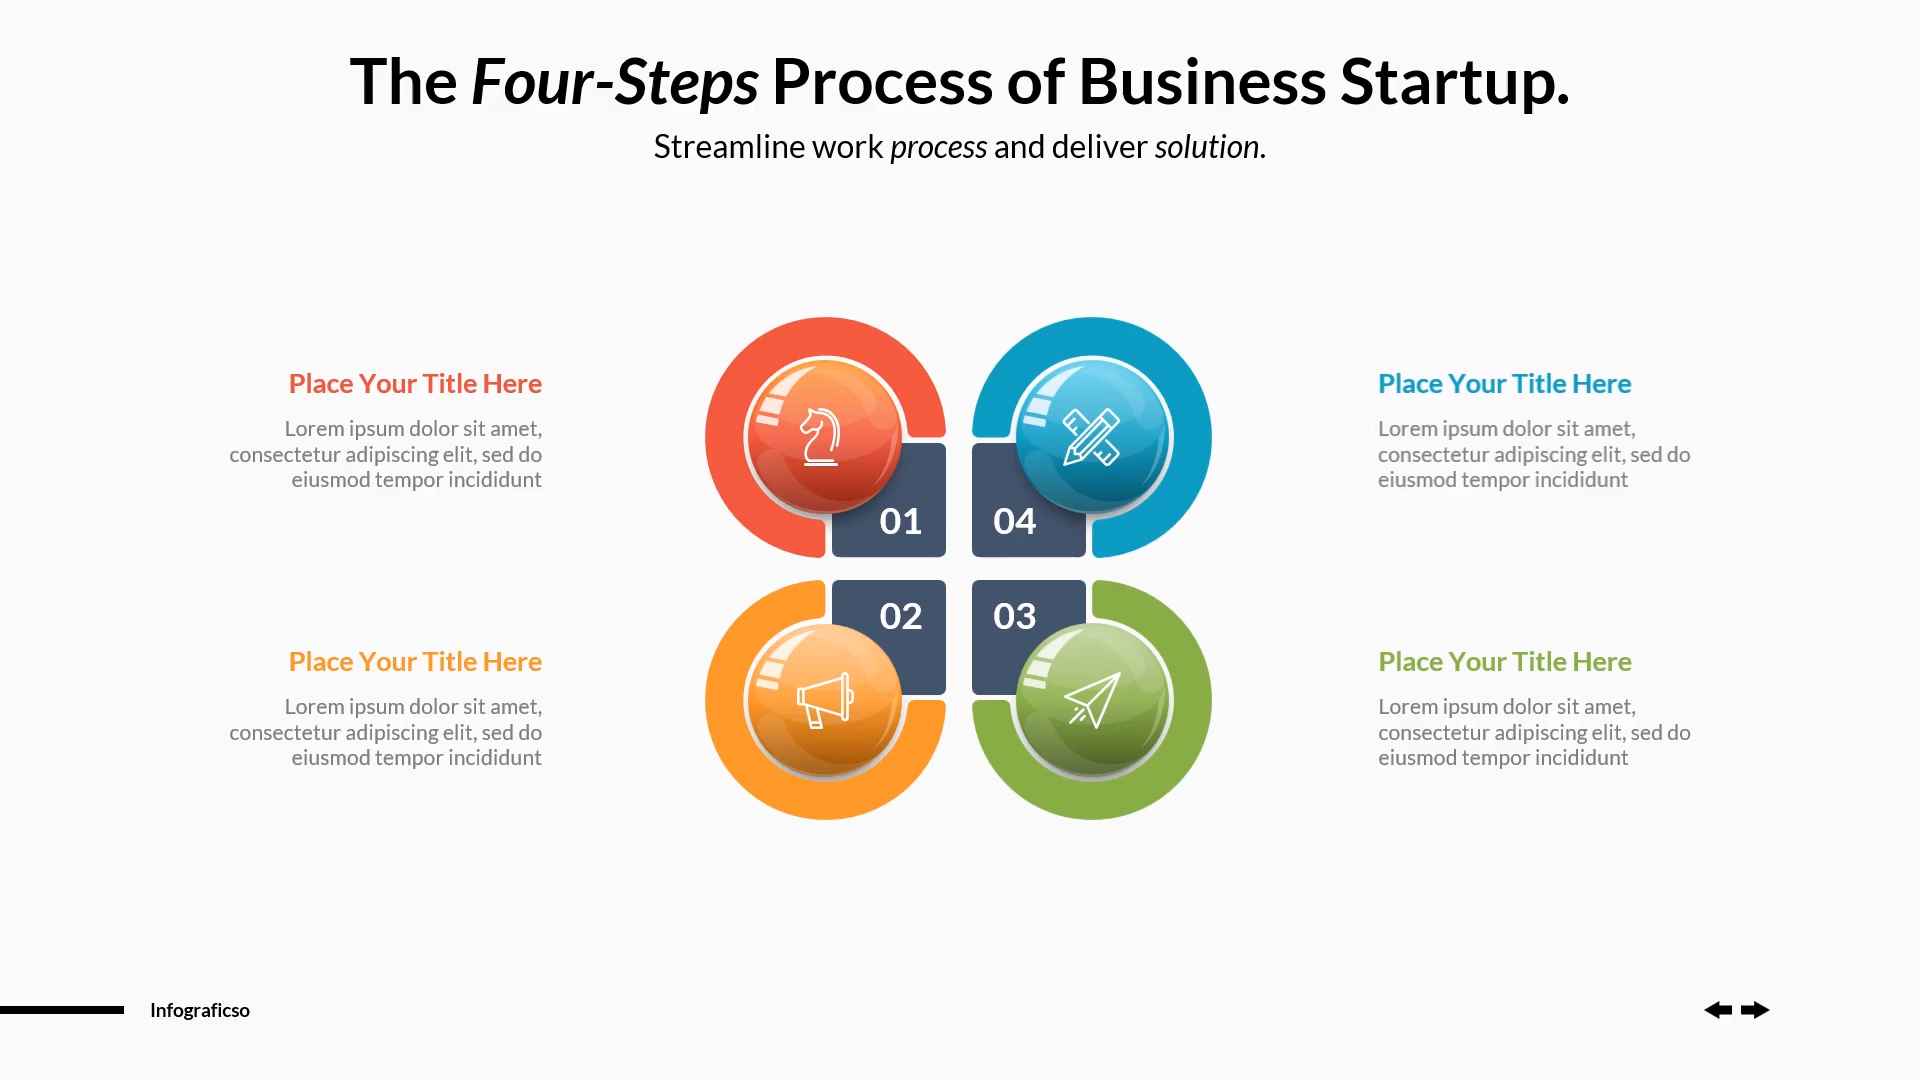 The Four-Steps Process of Business Startup.
Streamline work process and deliver solution.
Place Your Title Here
Lorem ipsum dolor sit amet,
consectetur adipiscing elit, sed do
eiusmod tempor incididunt
01
04
Place Your Title Here
Lorem ipsum dolor sit amet,
consectetur adipiscing elit, sed do
eiusmod tempor incididunt
Place Your Title Here
Lorem ipsum dolor sit amet,
consectetur adipiscing elit, sed do
eiusmod tempor incididunt
02
03
Place Your Title Here
Lorem ipsum dolor sit amet,
consectetur adipiscing elit, sed do
eiusmod tempor incididunt
Infograficso